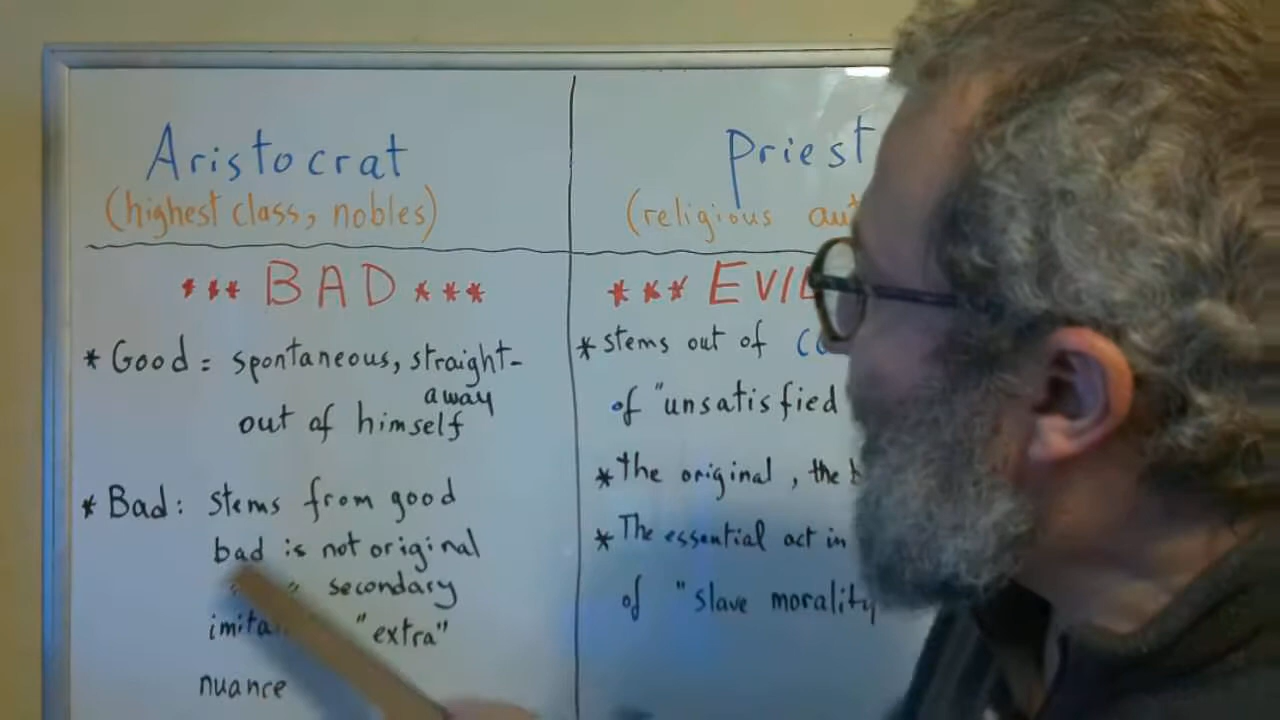 Aristocrat
(highest class, nobles)
*** BAD ***
* Good = spontaneous, straight-
away
out of himself
* Bad: stems from good
bad is not original
" secondary
"extra"
nuance
Priest
(religious
*** EVIL
* stems out of
of "unsatisfied
* the original, the
* The essential act in
of "slave morality